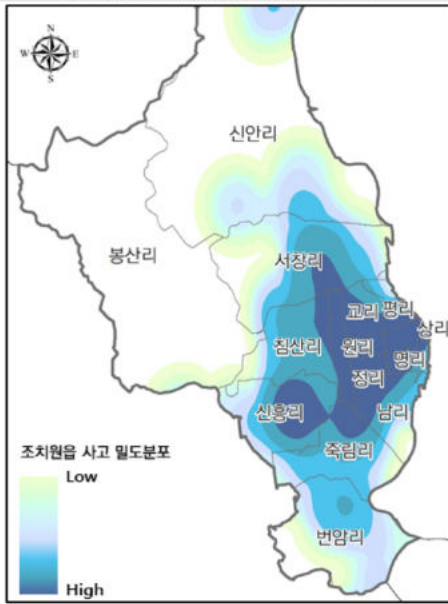 N
W E
S
신안리
봉산리
서창리
교리 평리
상리
침산리 원리 명리
정리
신흥리 남리
죽림리
번암리
조치원읍 사고 밀도분포
Low
High